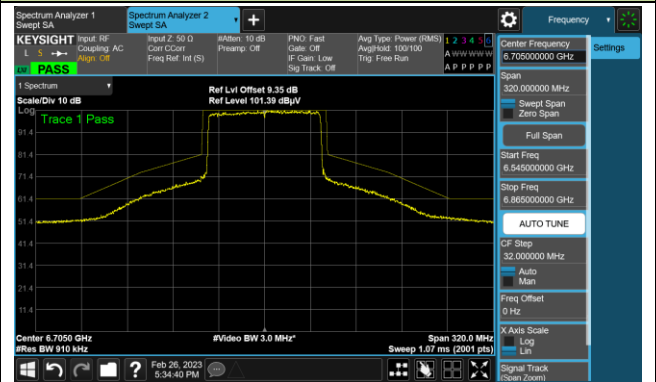 Spectrum Analyzer 1
Swept SA
Spectrum Analyzer 2
Swept SA
+
Frequency
KEYSIGHT
L S
PASS
Input: RF
Coupling: AC
Align: Off
Input Z: 50 Ω
Corr CCorr
Freq Ref: Int (S)
#Atten: 10 dB
Preamp: Off
PNO: Fast
Gate: Off
IF Gain: Low
Sig Track: Off
Avg Type: Power (RMS)
Avg|Hold: 100/100
Trig: Free Run
1 2 3 4 5 6
A W W W W W
A P P P P P
1 Spectrum
Scale/Div 10 dB
Log
Ref Lvl Offset 9.35 dB
Ref Level 101.39 dBµV
Trace 1 Pass
91.4
81.4
71.4
61.4
51.4
41.4
31.4
21.4
11.4
Center 6.7050 GHz
#Res BW 910 kHz
#Video BW 3.0 MHz*
Span 320.0 MHz
Sweep 1.07 ms (2001 pts)
Feb 26, 2023
5:34:40 PM
Center Frequency
6.705000000 GHz
Settings
Span
320.000000 MHz
Swept Span
Zero Span
Full Span
Start Freq
6.545000000 GHz
Stop Freq
6.865000000 GHz
AUTO TUNE
CF Step
32.000000 MHz
Auto
Man
Freq Offset
0 Hz
X Axis Scale
Log
Lin
Signal Track
(Span Zoom)